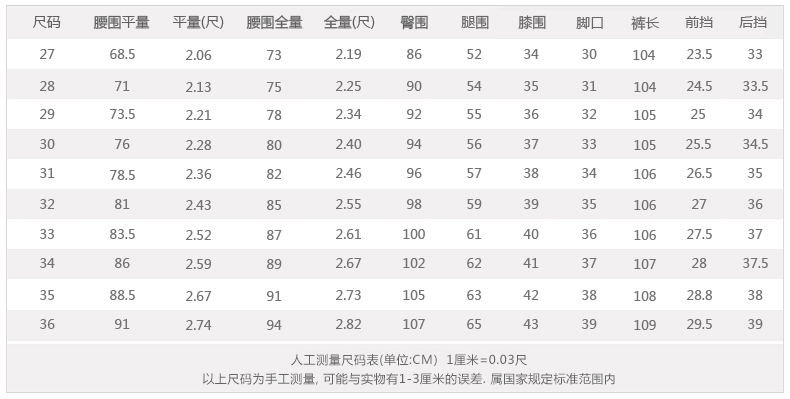 尺码 腰围平量 平量(尺) 腰围全量 全量(尺) 臀围 腿围 膝围 脚口 裤长 前挡 后挡
27 68.5 2.06 73 2.19 86 52 34 30 104 23.5 33
28 71 2.13 75 2.25 90 54 35 31 104 24.5 33.5
29 73.5 2.21 78 2.34 92 55 36 32 105 25 34
30 76 2.28 80 2.40 94 56 37 33 105 25.5 34.5
31 78.5 2.36 82 2.46 96 57 38 34 106 26.5 35
32 81 2.43 85 2.55 98 59 39 35 106 27 36
33 83.5 2.52 87 2.61 100 61 40 36 106 27.5 37
34 86 2.59 89 2.67 102 62 41 37 107 28 37.5
35 88.5 2.67 91 2.73 105 63 42 38 108 28.8 38
36 91 2.74 94 2.82 107 65 43 39 109 29.5 39
人工测量尺码表(单位:CM) 1厘米=0.03尺
以上尺码为手工测量, 可能与实物有1-3厘米的误差. 属国家规定标准范围内